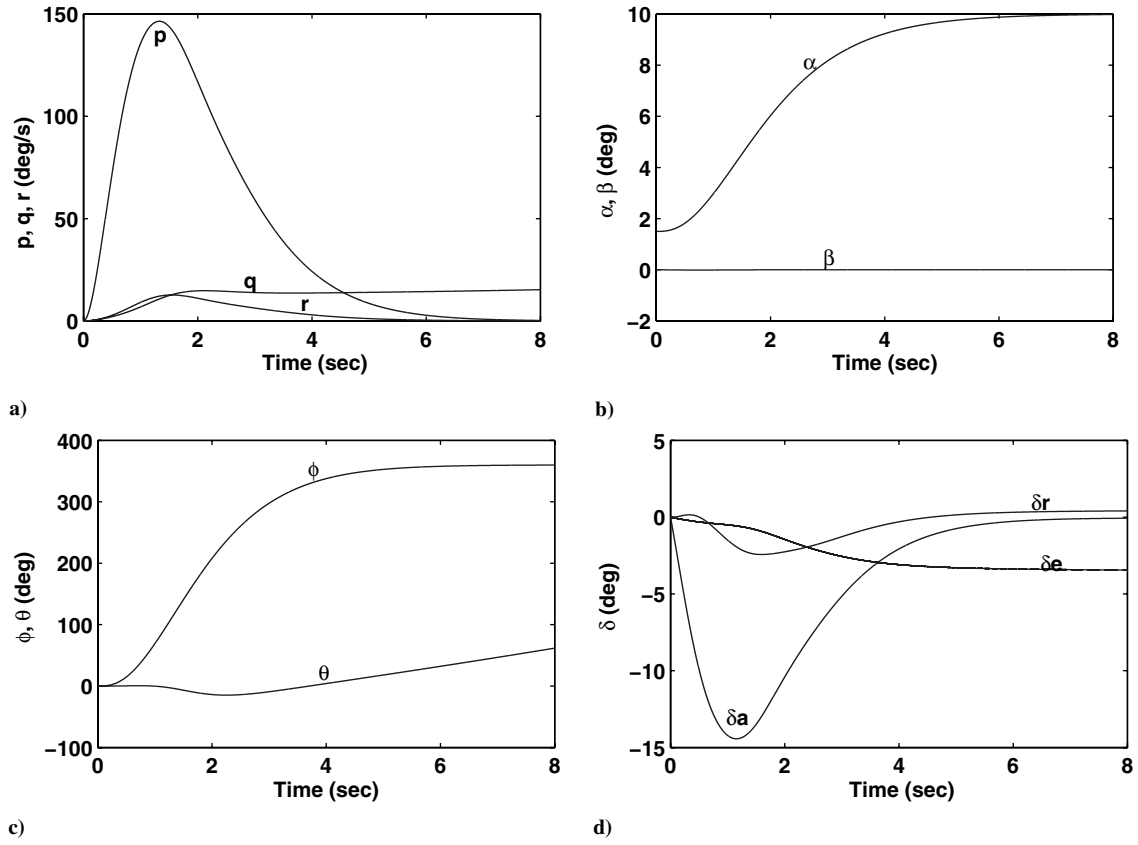 150
100
50
0
p, q, r (deg/s)
p
q
r
0
2
4
6
8
Time (sec)
a)
10
8
6
4
2
0
−2
α, β (deg)
α
β
0
2
4
6
8
Time (sec)
b)
400
300
200
100
0
−100
ϕ, θ (deg)
ϕ
θ
0
2
4
6
8
Time (sec)
c)
5
0
−5
−10
−15
δ (deg)
δr
δe
δa
0
2
4
6
8
Time (sec)
d)